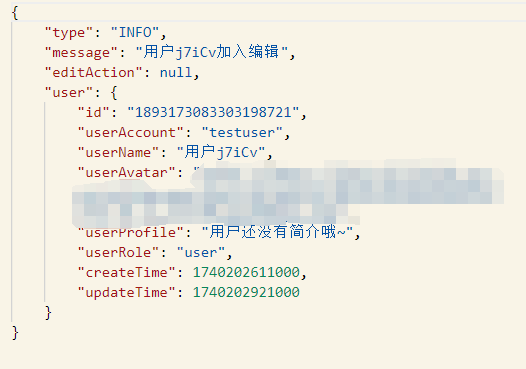 {
"type": "INFO",
"message": "用户j7iCv加入编辑",
"editAction": null,
"user": {
"id": "1893173083303198721",
"userAccount": "testuser",
"userName": "用户j7iCv",
"userAvatar": "
"userProfile": "用户还没有简介哦~",
"userRole": "user",
"createTime": 1740202611000,
"updateTime": 1740202921000
}
}